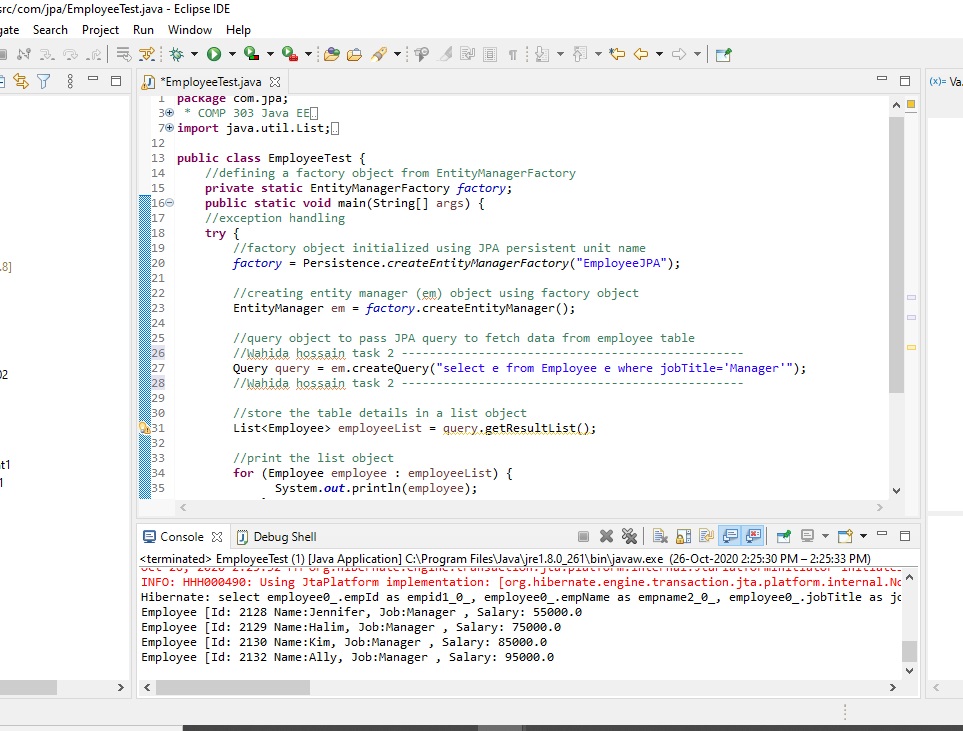 src/com/jpa/EmployeeTest.java - Eclipse IDE
gate Search Project Run Window Help
*EmployeeTest.java
(x)= Va
1 package com.jpa;
3 * COMP 303 Java EE
7 import java.util.List;
12
13 public class EmployeeTest {
14 //defining a factory object from EntityManagerFactory
15 private static EntityManagerFactory factory;
16 public static void main(String[] args) {
17 //exception handling
18 try {
19 //factory object initialized using JPA persistent unit name
20 factory = Persistence.createEntityManagerFactory("EmployeeJPA");
21
22 //creating entity manager (em) object using factory object
23 EntityManager em = factory.createEntityManager();
24
25 //query object to pass JPA query to fetch data from employee table
26 //Wahida hossain task 2 -------------------------------------------------
27 Query query = em.createQuery("select e from Employee e where jobTitle='Manager'");
28 //Wahida hossain task 2 -------------------------------------------------
29
30 //store the table details in a list object
31 List<Employee> employeeList = query.getResultList();
32
33 //print the list object
34 for (Employee employee : employeeList) {
35 System.out.println(employee);
.8]
02
t1
1
Console Debug Shell
<terminated> EmployeeTest (1) [Java Application] C:\Program Files\Java\jre1.8.0_261\bin\javaw.exe (26-Oct-2020 2:25:30 PM – 2:25:33 PM)
INFO: HHH000490: Using JtaPlatform implementation: [org.hibernate.engine.transaction.jta.platform.internal.No
Hibernate: select employee0_.empId as empid1_0_, employee0_.empName as empname2_0_, employee0_.jobTitle as jo
Employee [Id: 2128 Name:Jennifer, Job:Manager , Salary: 55000.0
Employee [Id: 2129 Name:Halim, Job:Manager , Salary: 75000.0
Employee [Id: 2130 Name:Kim, Job:Manager , Salary: 85000.0
Employee [Id: 2132 Name:Ally, Job:Manager , Salary: 95000.0